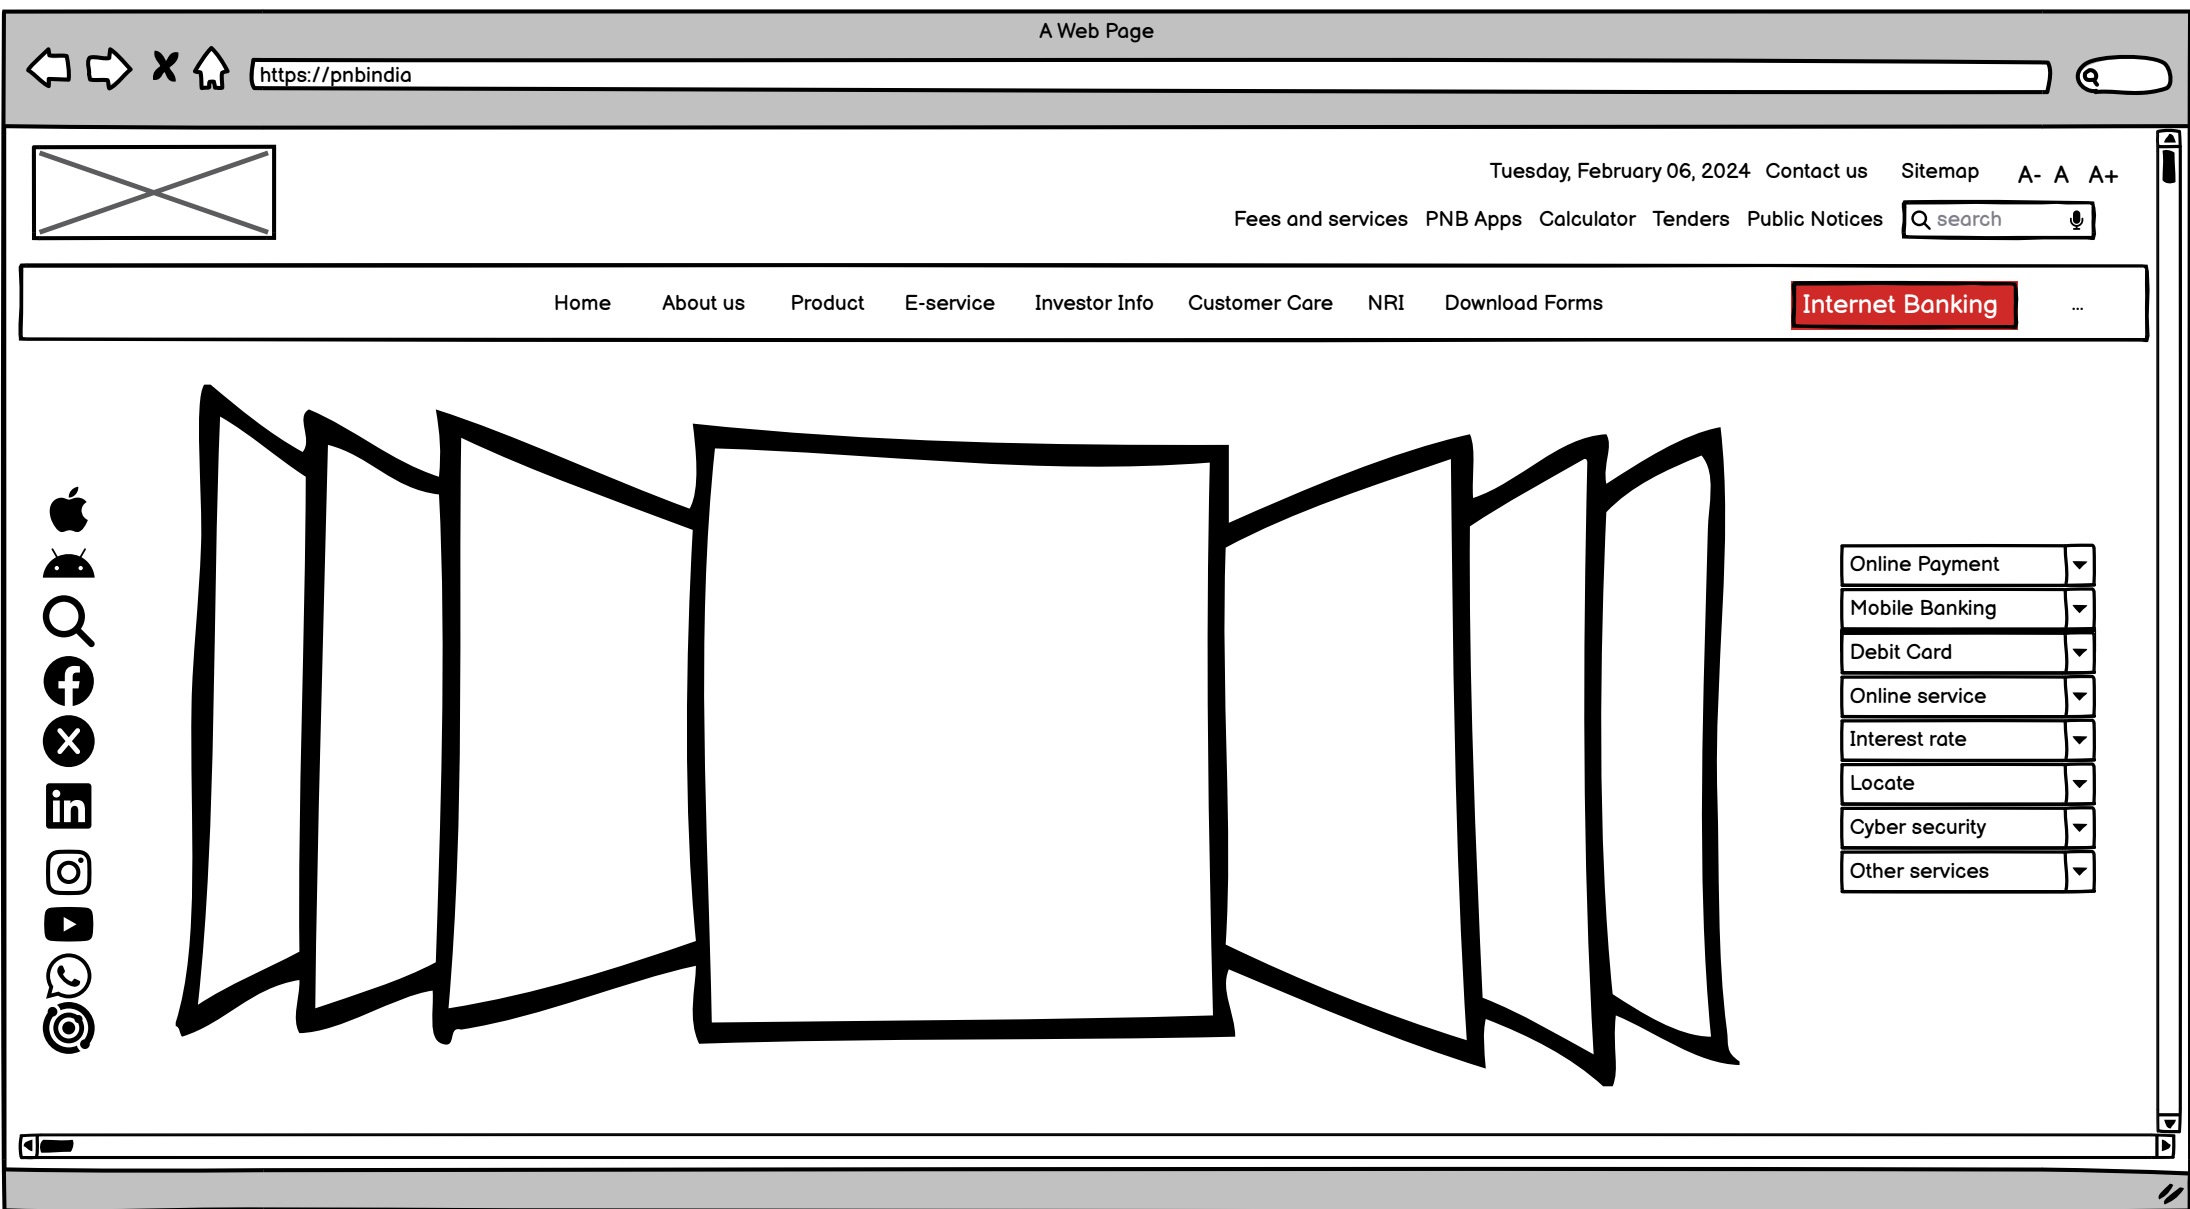 A Web Page
https://pnbindia
Tuesday, February 06, 2024 Contact us Sitemap A- A A+
Fees and services PNB Apps Calculator Tenders Public Notices search
Home About us Product E-service Investor Info Customer Care NRI Download Forms Internet Banking ...
Online Payment
Mobile Banking
Debit Card
Online service
Interest rate
Locate
Cyber security
Other services